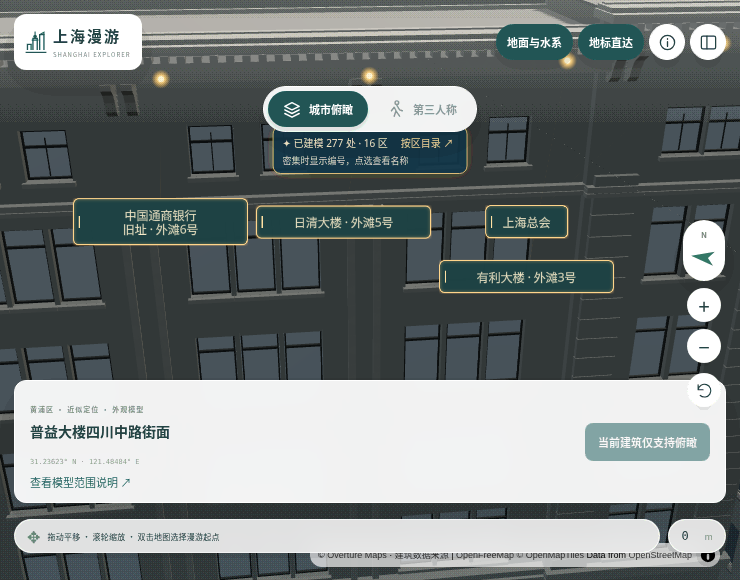 上海漫游
SHANGHAI EXPLORER
地面与水系
地标直达
城市俯瞰
第三人称
✦ 已建模 277 处 · 16 区 按区目录 ↗
密集时显示编号，点选查看名称
中国通商银行
旧址 · 外滩6号
日清大楼 · 外滩5号
上海总会
有利大楼 · 外滩3号
N
+
−
黄浦区 · 近似定位 · 外观模型
普益大楼四川中路街面
当前建筑仅支持俯瞰
31.23623° N · 121.48484° E
查看模型范围说明 ↗
拖动平移 · 滚轮缩放 · 双击地图选择漫游起点
0 m
© Overture Maps · 建筑数据来源 | OpenFreeMap © OpenMapTiles Data from OpenStreetMap